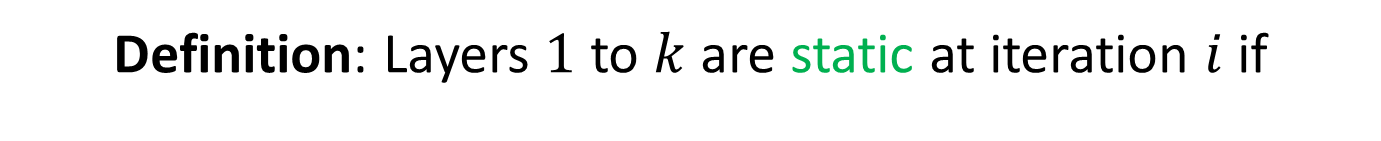 Definition: Layers 1 to k are static at iteration i if